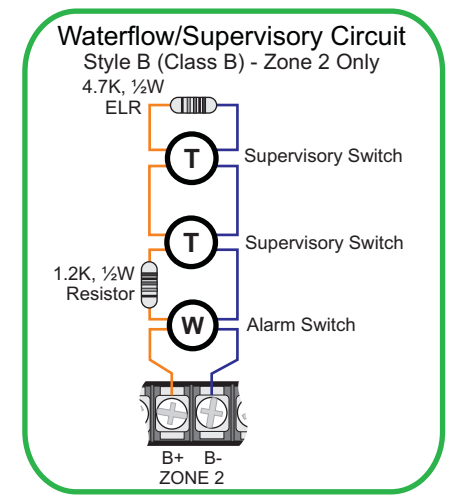 Waterflow/Supervisory Circuit
Style B (Class B) - Zone 2 Only
4.7K, ½W
ELR
T
Supervisory Switch
T
Supervisory Switch
1.2K, ½W
Resistor
W
Alarm Switch
B+ B-
ZONE 2